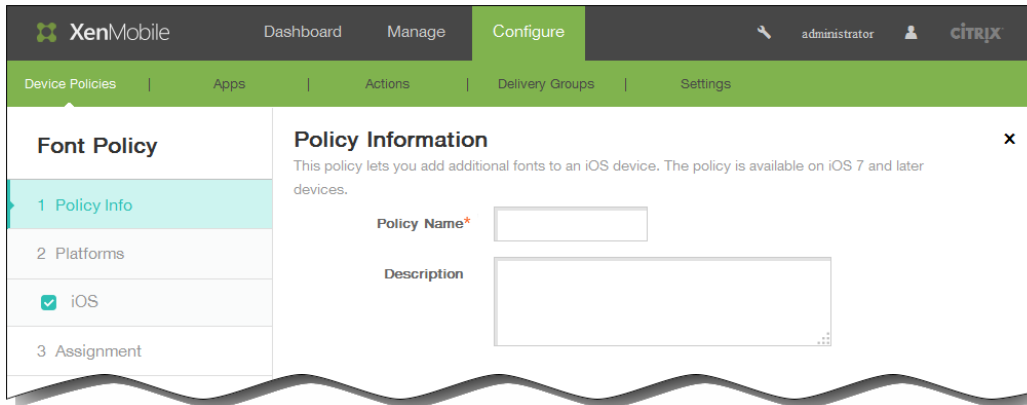 XenMobile Dashboard Manage Configure administrator CITRIX
Device Policies | Apps | Actions | Delivery Groups | Settings
Font Policy
1 Policy Info
2 Platforms
iOS
3 Assignment
Policy Information x
This policy lets you add additional fonts to an iOS device. The policy is available on iOS 7 and later
devices.
Policy Name*
Description